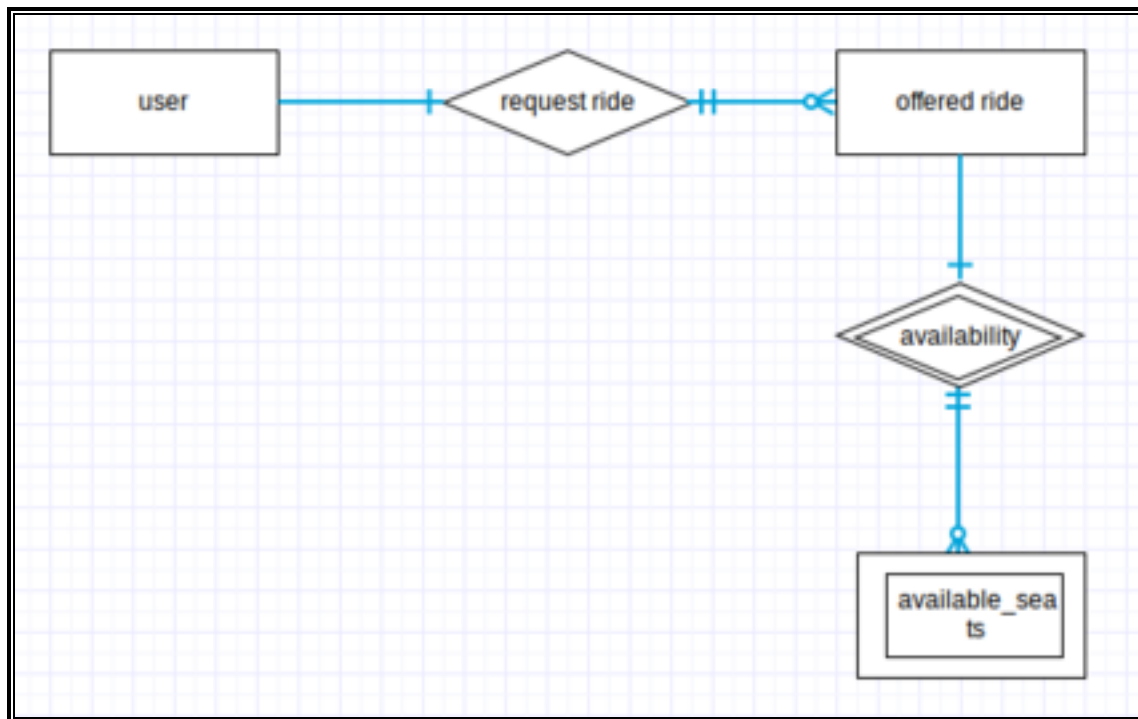 user
request ride
offered ride
availability
available_sea
ts